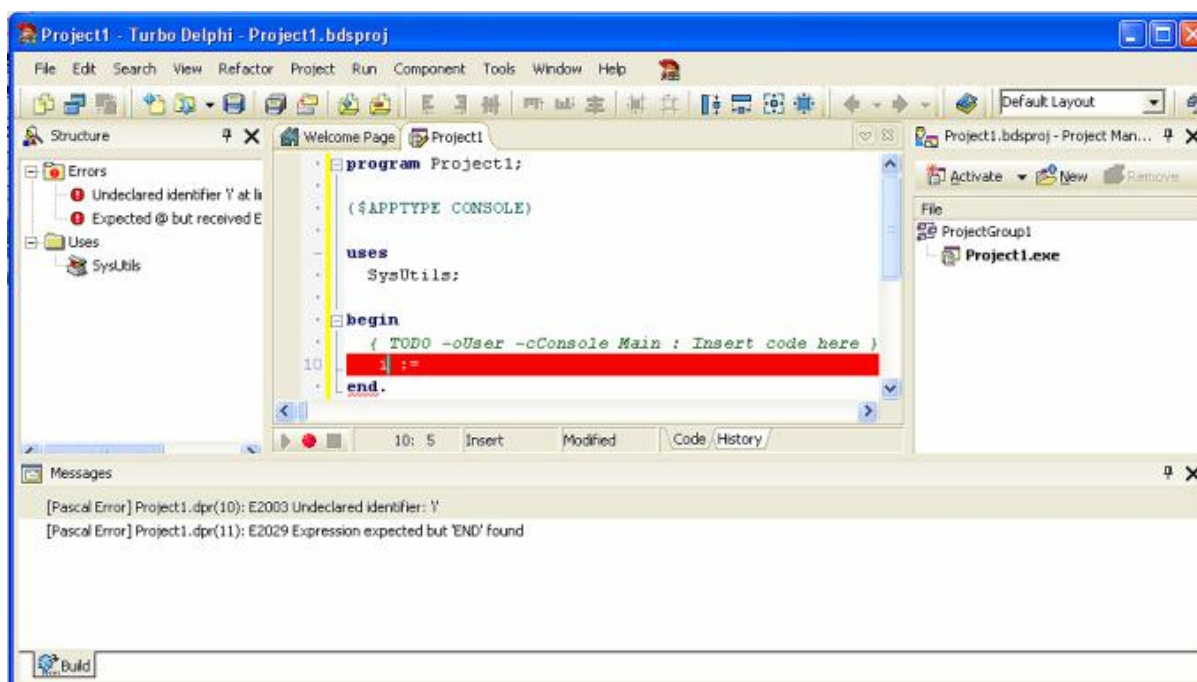 Project1 - Turbo Delphi - Project1.bdsproj
File Edit Search View Refactor Project Run Component Tools Window Help
Default Layout
Structure
Errors
Undeclared identifier 'i' at li
Expected @ but received E
Uses
SysUtils
Welcome Page
Project1
program Project1;
{$APPTYPE CONSOLE}
uses
SysUtils;
begin
{ TODO -oUser -cConsole Main : Insert code here }
10
i :=
end.
10: 5
Insert
Modified
Code
History
Project1.bdsproj - Project Man...
Activate
New
Remove
File
ProjectGroup1
Project1.exe
Messages
[Pascal Error] Project1.dpr(10): E2003 Undeclared identifier: 'i'
[Pascal Error] Project1.dpr(11): E2029 Expression expected but 'END' found
Build